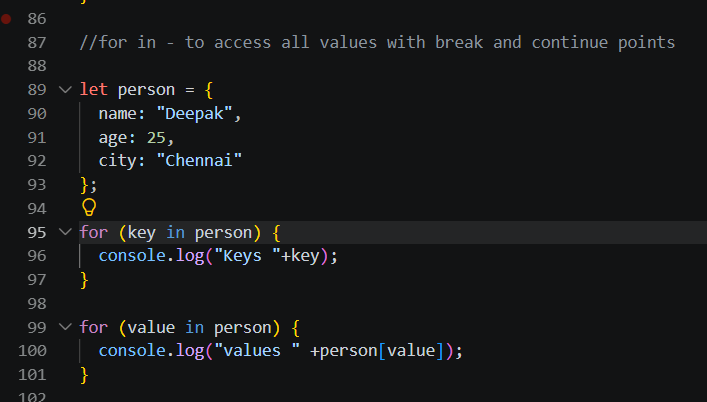 86
87 //for in - to access all values with break and continue points
88
89 let person = {
90 name: "Deepak",
91 age: 25,
92 city: "Chennai"
93 };
94
95 for (key in person) {
96 console.log("Keys "+key);
97 }
98
99 for (value in person) {
100 console.log("values " +person[value]);
101 }
102